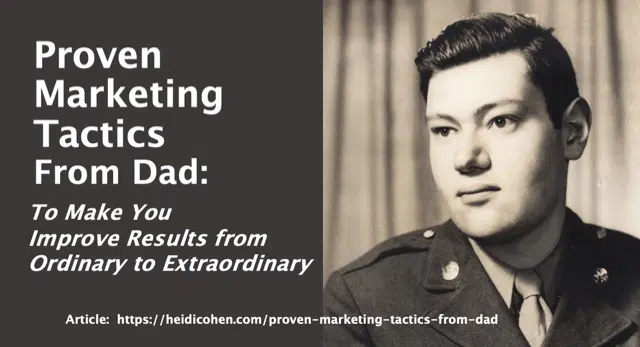 Proven
Marketing
Tactics
From Dad:
To Make You
Improve Results from
Ordinary to Extraordinary
Article:  https://heidicohen.com/proven-marketing-tactics-from-dad